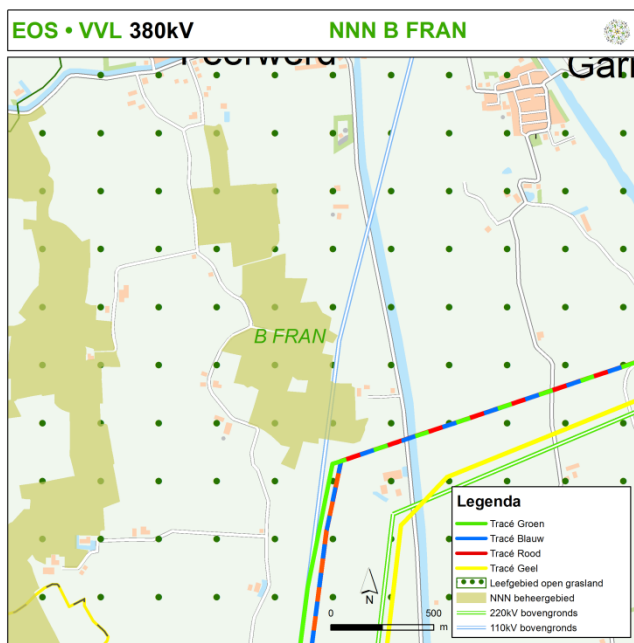 EOS • VVL 380kV NNN B FRAN
B FRAN
Legenda
Tracé Groen
Tracé Blauw
Tracé Rood
Tracé Geel
Leefgebied open grasland
NNN beheergebied
220kV bovengronds
110kV bovengronds
N
0 500
m